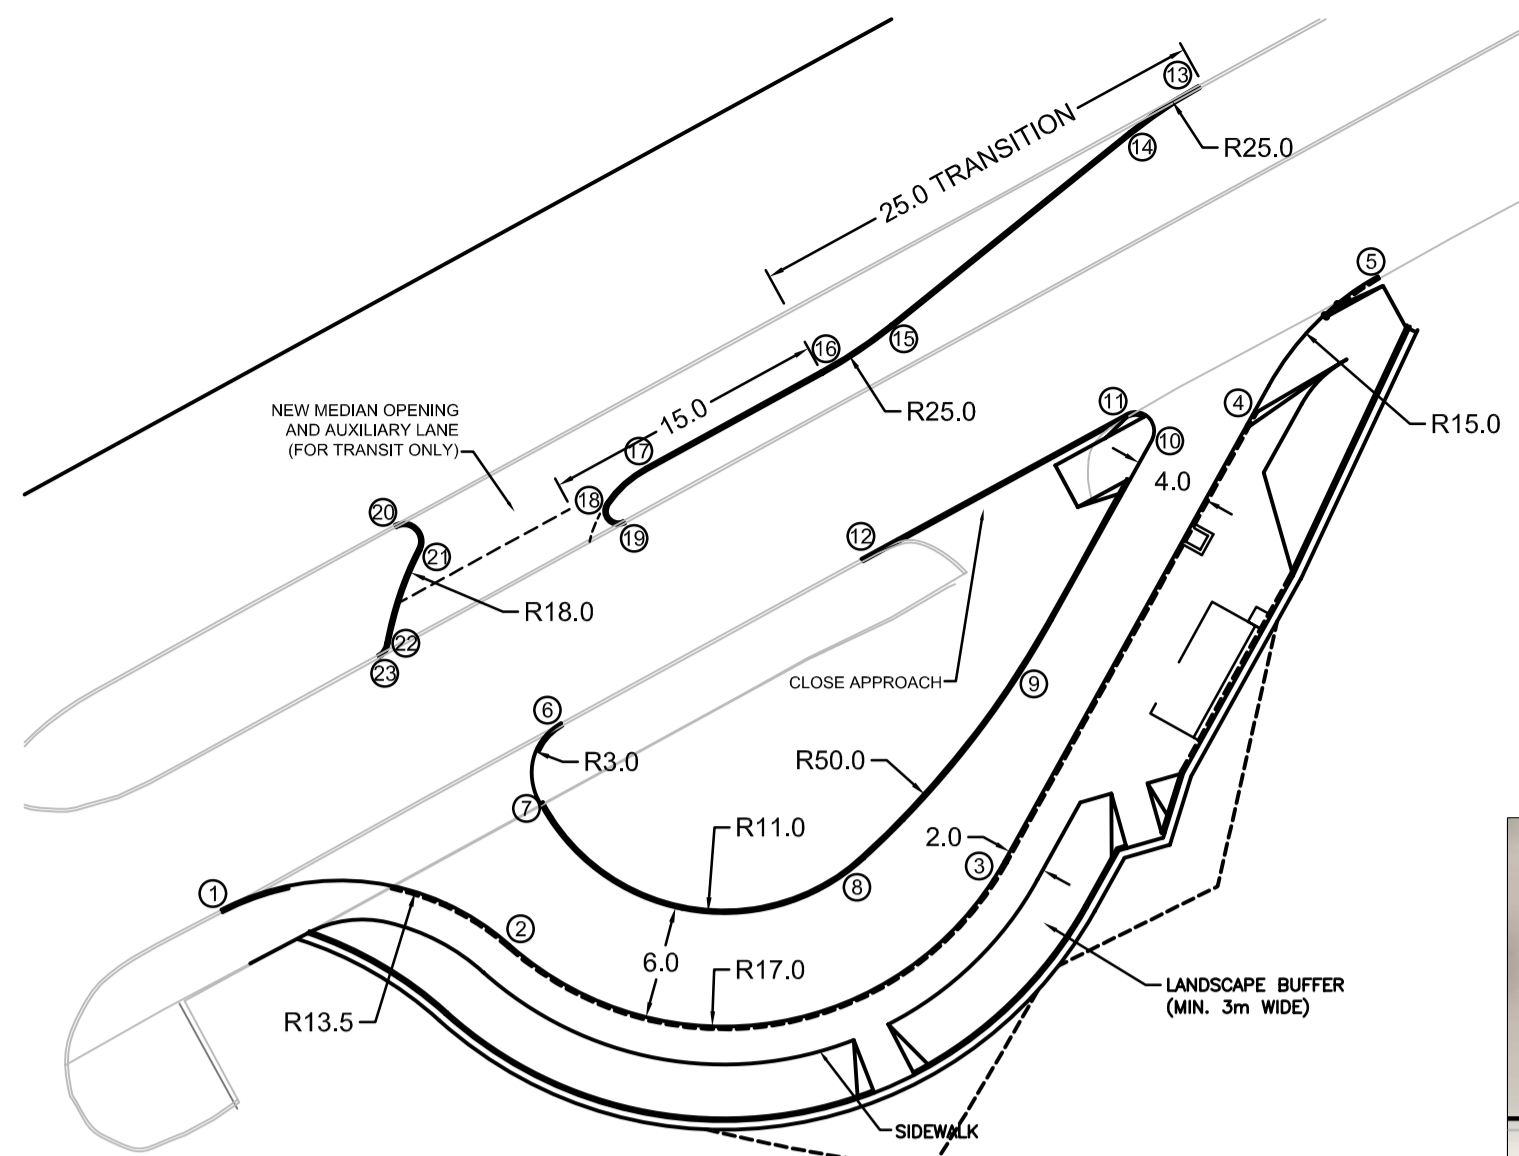 13
25.0 TRANSITION
14
R25.0
5
16
15
15.0
R25.0
NEW MEDIAN OPENING
AND AUXILIARY LANE
(FOR TRANSIT ONLY)
17
11
4
R15.0
10
4.0
18
20
19
12
21
R18.0
22
23
CLOSE APPROACH
9
6
R3.0
R50.0
7
R11.0
2.0
3
8
1
2
6.0
R17.0
R13.5
LANDSCAPE BUFFER
(MIN. 3m WIDE)
SIDEWALK